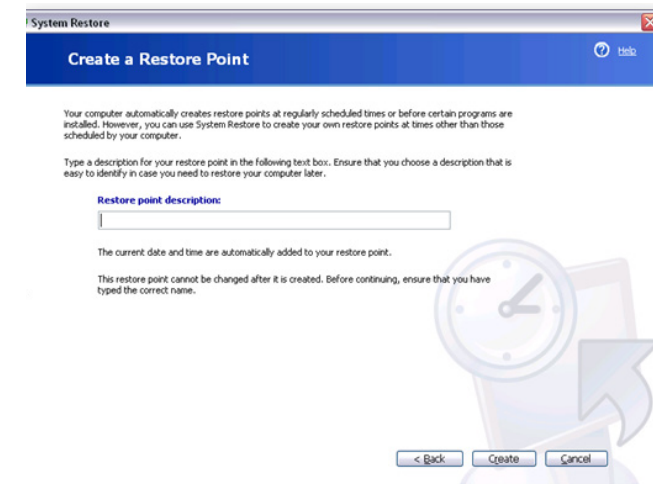 System Restore
Create a Restore Point
Help
Your computer automatically creates restore points at regularly scheduled times or before certain programs are
installed. However, you can use System Restore to create your own restore points at times other than those
scheduled by your computer.
Type a description for your restore point in the following text box. Ensure that you choose a description that is
easy to identify in case you need to restore your computer later.
Restore point description:
The current date and time are automatically added to your restore point.
This restore point cannot be changed after it is created. Before continuing, ensure that you have
typed the correct name.
< Back
Create
Cancel